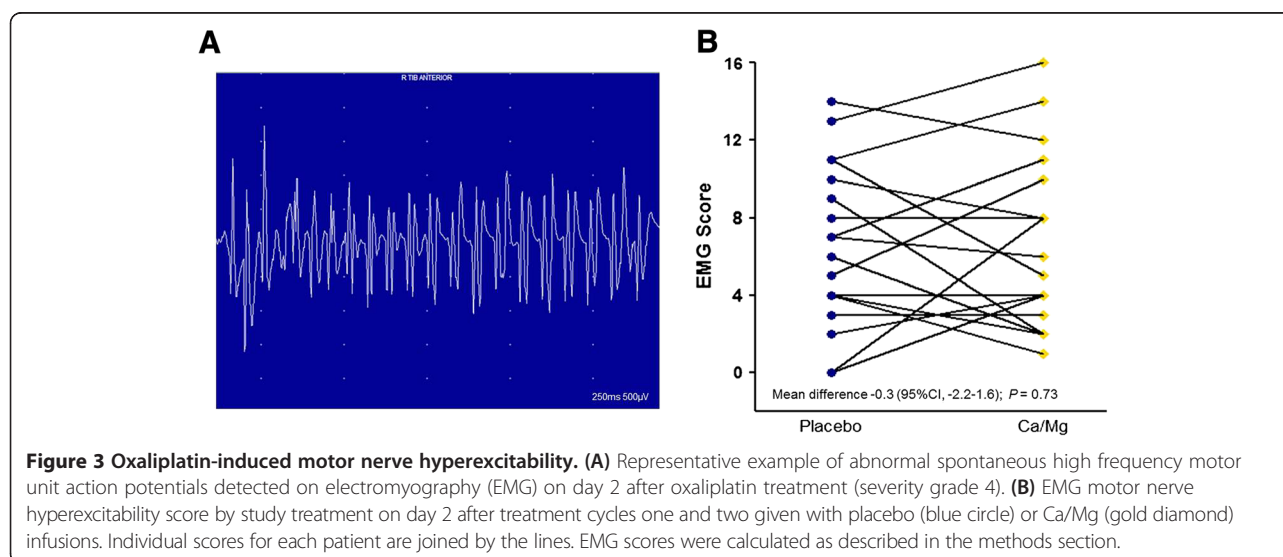 A
R TIB ANTERIOR
250ms 500µV
B
EMG Score
16
12
8
4
0
Mean difference -0.3 (95%CI, -2.2-1.6); P = 0.73
Placebo
Ca/Mg
Figure 3 Oxaliplatin-induced motor nerve hyperexcitability. (A) Representative example of abnormal spontaneous high frequency motor
unit action potentials detected on electromyography (EMG) on day 2 after oxaliplatin treatment (severity grade 4). (B) EMG motor nerve
hyperexcitability score by study treatment on day 2 after treatment cycles one and two given with placebo (blue circle) or Ca/Mg (gold diamond)
infusions. Individual scores for each patient are joined by the lines. EMG scores were calculated as described in the methods section.